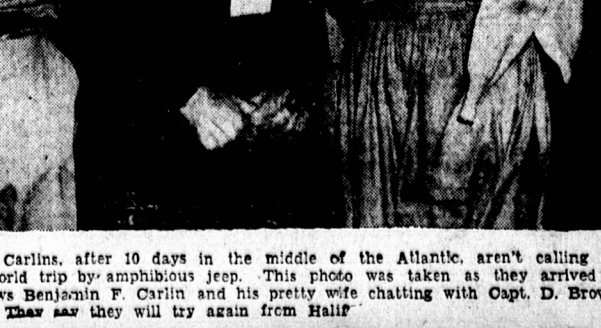 Carlins, after 10 days in the middle of the Atlantic, aren't calling
orld trip by amphibious jeep. This photo was taken as they arrived
ws Benjamin F. Carlin and his pretty wife chatting with Capt. D. Brow
They say they will try again from Halif